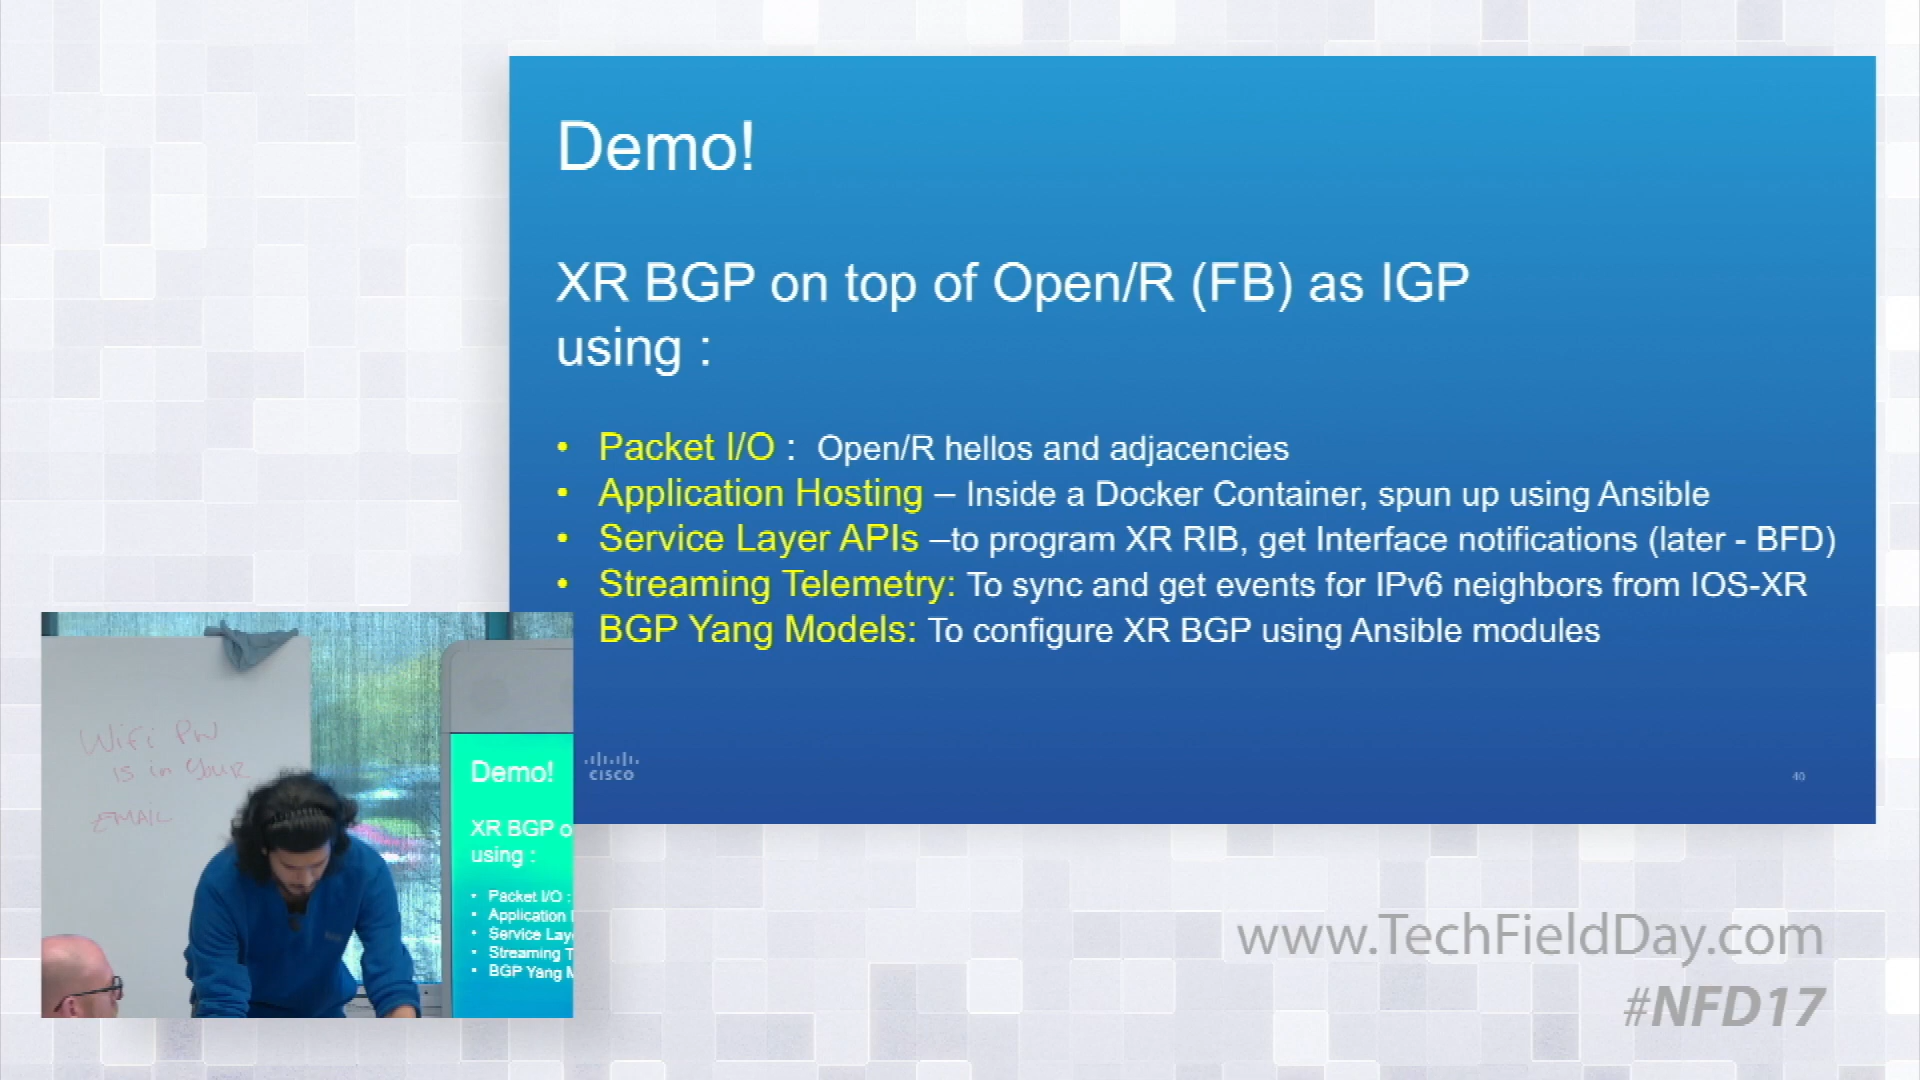 Demo!
XR BGP on top of Open/R (FB) as IGP
using :
• Packet I/O : Open/R hellos and adjacencies
• Application Hosting – Inside a Docker Container, spun up using Ansible
• Service Layer APIs –to program XR RIB, get Interface notifications (later - BFD)
• Streaming Telemetry: To sync and get events for IPv6 neighbors from IOS-XR
BGP Yang Models: To configure XR BGP using Ansible modules
CISCO
40
WiFi PW
is in Your
EMAIL
Demo!
XR BGP o
using :
• Packet I/O :
• Application
• Service Laye
• Streaming T
• BGP Yang M
www.TechFieldDay.com
#NFD17